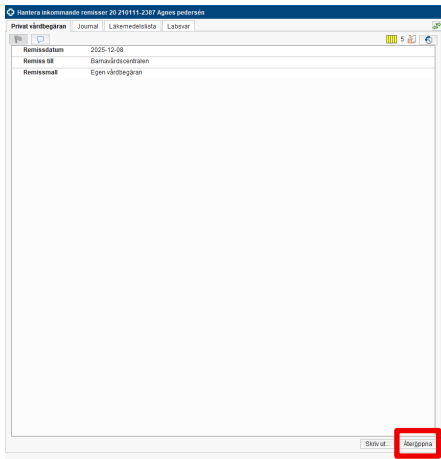 Hantera inkommande remisser 20 210111-2387 Agnes pedersén
Privat vårdbegäran Journal Läkemedelslista Labsvar
5
Remissdatum 2025-12-08
Remiss till Barnavårdscentralen
Remissmall Egen vårdbegäran
Skriv ut... Återöppna